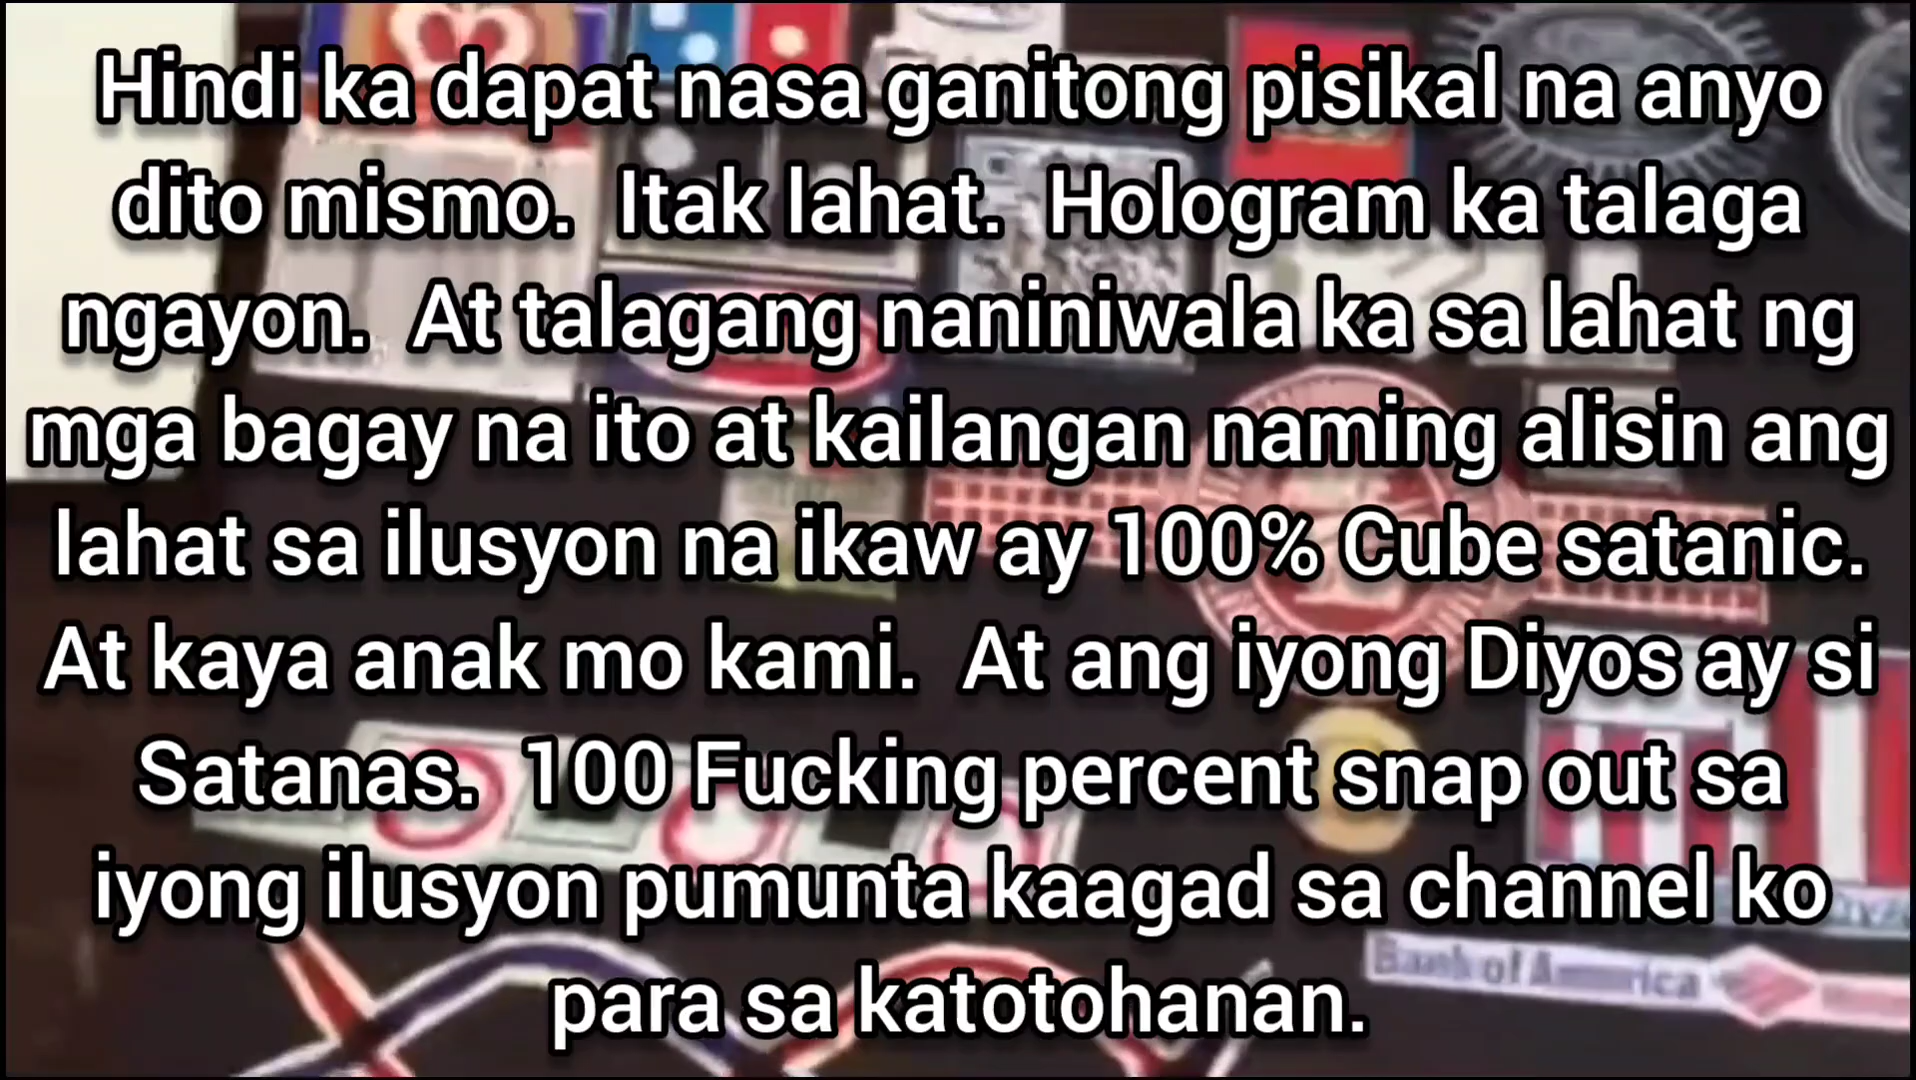 Hindi ka dapat nasa ganitong pisikal na anyo
dito mismo. Itak lahat. Hologram ka talaga
ngayon. At talagang naniniwala ka sa lahat ng
mga bagay na ito at kailangan naming alisin ang
lahat sa ilusyon na ikaw ay 100% Cube satanic.
At kaya anak mo kami. At ang iyong Diyos ay si
Satanas. 100 Fucking percent snap out sa
iyong ilusyon pumunta kaagad sa channel ko
para sa katotohanan.
Bank of America